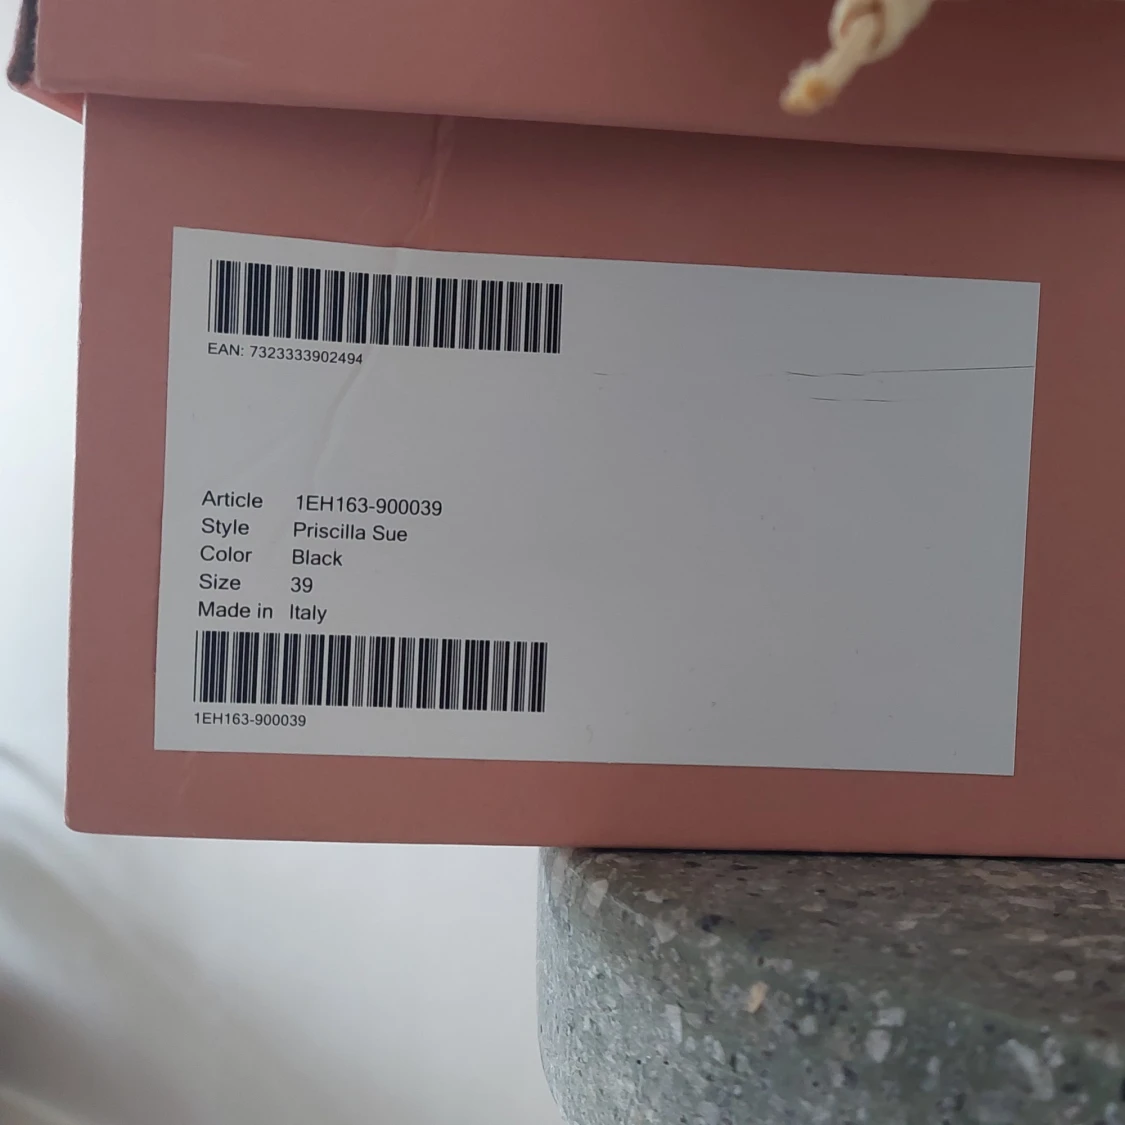 EAN: 7323333902494
Article 1EH163-900039
Style Priscilla Sue
Color Black
Size 39
Made in Italy
1EH163-900039